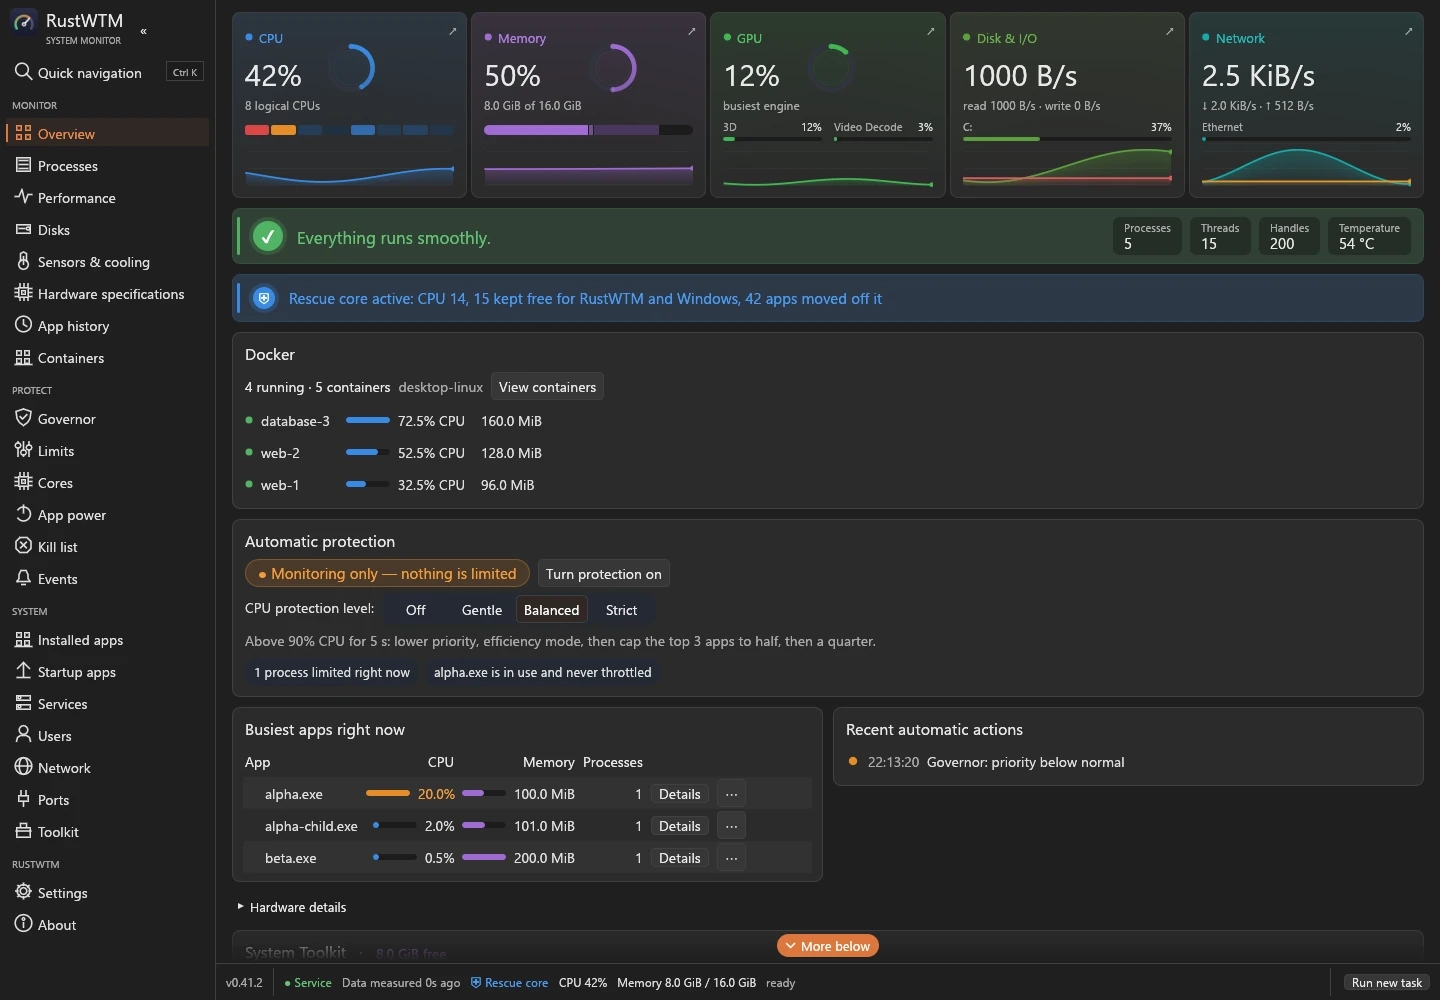 RustWTM
SYSTEM MONITOR
«
Quick navigation
Ctrl K
MONITOR
Overview
Processes
Performance
Disks
Sensors & cooling
Hardware specifications
App history
Containers
PROTECT
Governor
Limits
Cores
App power
Kill list
Events
SYSTEM
Installed apps
Startup apps
Services
Users
Network
Ports
Toolkit
RUSTWTM
Settings
About
CPU
42%
8 logical CPUs
Memory
50%
8.0 GiB of 16.0 GiB
GPU
12%
busiest engine
3D 12% Video Decode 3%
Disk & I/O
1000 B/s
read 1000 B/s · write 0 B/s
C: 37%
Network
2.5 KiB/s
↓ 2.0 KiB/s · ↑ 512 B/s
Ethernet 2%
Everything runs smoothly.
Processes
5
Threads
15
Handles
200
Temperature
54 °C
Rescue core active: CPU 14, 15 kept free for RustWTM and Windows, 42 apps moved off it
Docker
4 running · 5 containers desktop-linux View containers
database-3 72.5% CPU 160.0 MiB
web-2 52.5% CPU 128.0 MiB
web-1 32.5% CPU 96.0 MiB
Automatic protection
● Monitoring only — nothing is limited Turn protection on
CPU protection level: Off Gentle Balanced Strict
Above 90% CPU for 5 s: lower priority, efficiency mode, then cap the top 3 apps to half, then a quarter.
1 process limited right now alpha.exe is in use and never throttled
Busiest apps right now
App CPU Memory Processes
alpha.exe 20.0% 100.0 MiB 1 Details ···
alpha-child.exe 2.0% 101.0 MiB 1 Details ···
beta.exe 0.5% 200.0 MiB 1 Details ···
Recent automatic actions
22:13:20 Governor: priority below normal
Hardware details
System Toolkit · 8.0 GiB free
More below
v0.41.2 ● Service Data measured 0s ago Rescue core CPU 42% Memory 8.0 GiB / 16.0 GiB ready Run new task